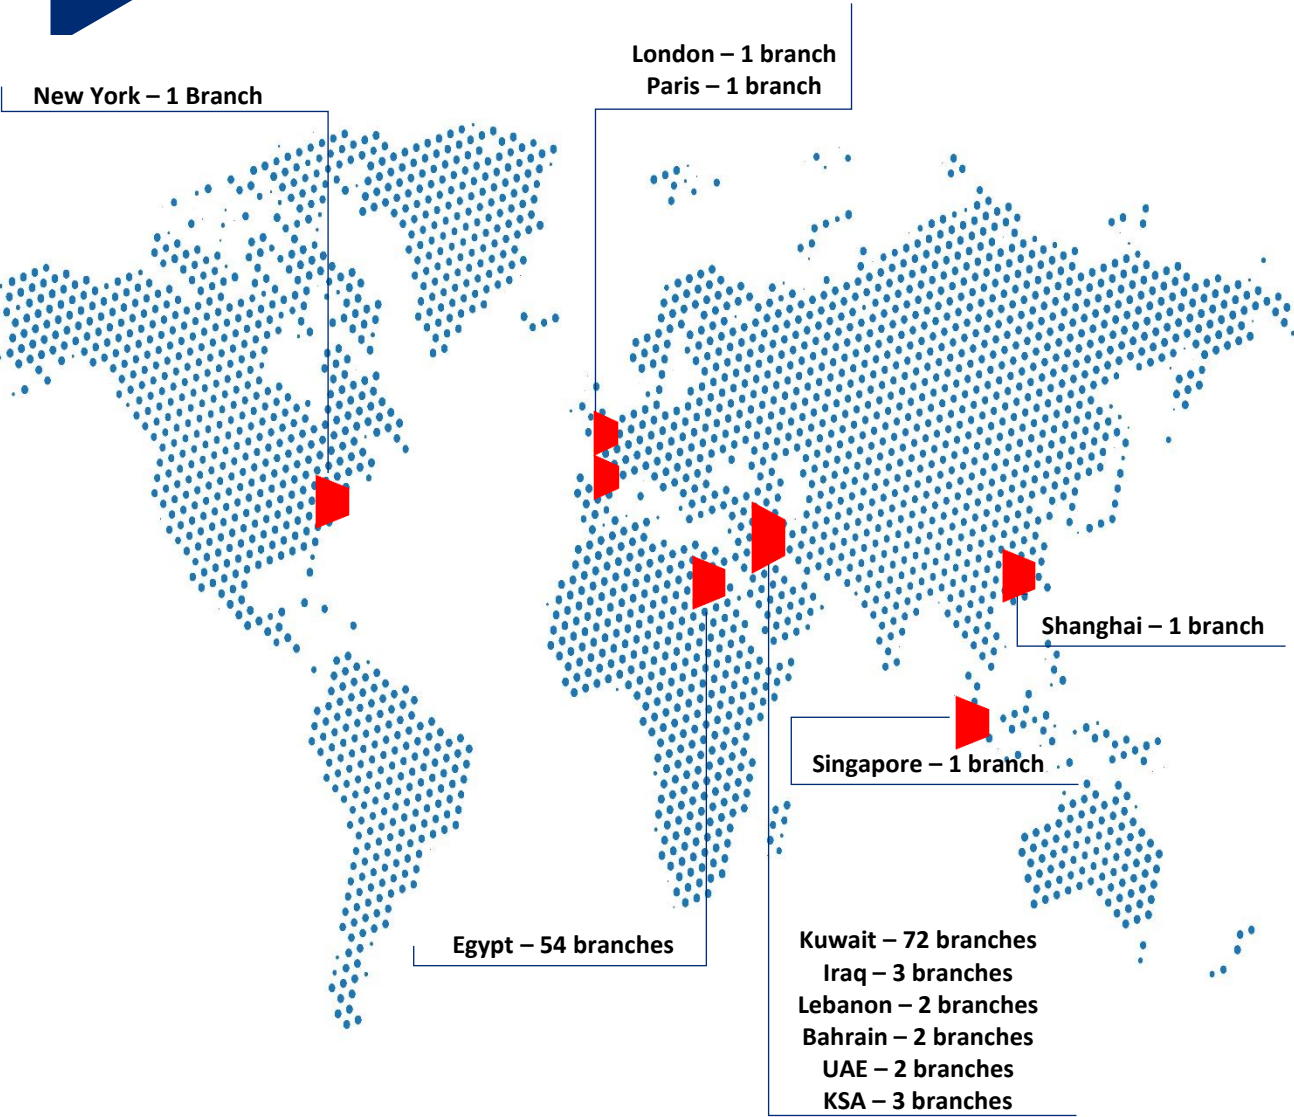 London – 1 branch
Paris – 1 branch
New York – 1 Branch
Shanghai – 1 branch
Singapore – 1 branch
Egypt – 54 branches
Kuwait – 72 branches
Iraq – 3 branches
Lebanon – 2 branches
Bahrain – 2 branches
UAE – 2 branches
KSA – 3 branches